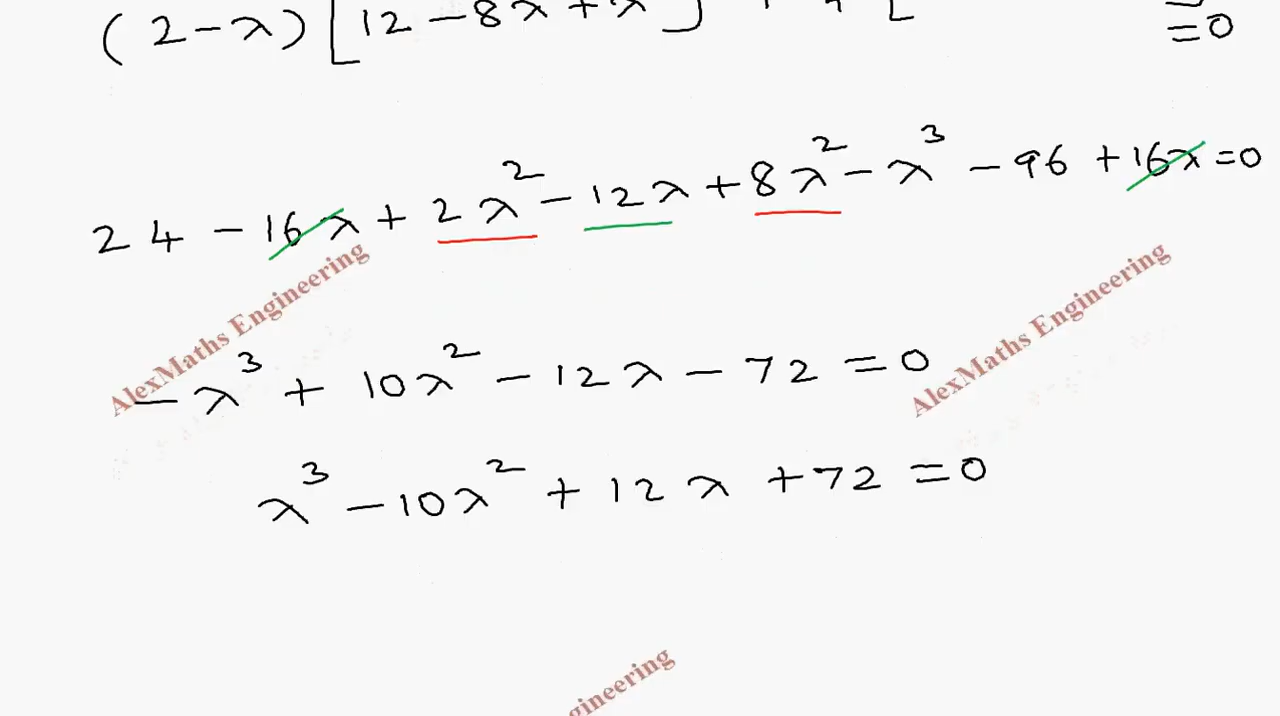 (2-λ) [12-8λ+λ ] + 4 [
=0
24 - 16λ + 2λ² - 12λ + 8λ² - λ³ - 96 + 16λ = 0
AlexMaths Engineering
AlexMaths Engineering
-λ³ + 10λ² - 12λ - 72 = 0
λ³ - 10λ² + 12λ + 72 = 0
ngineering